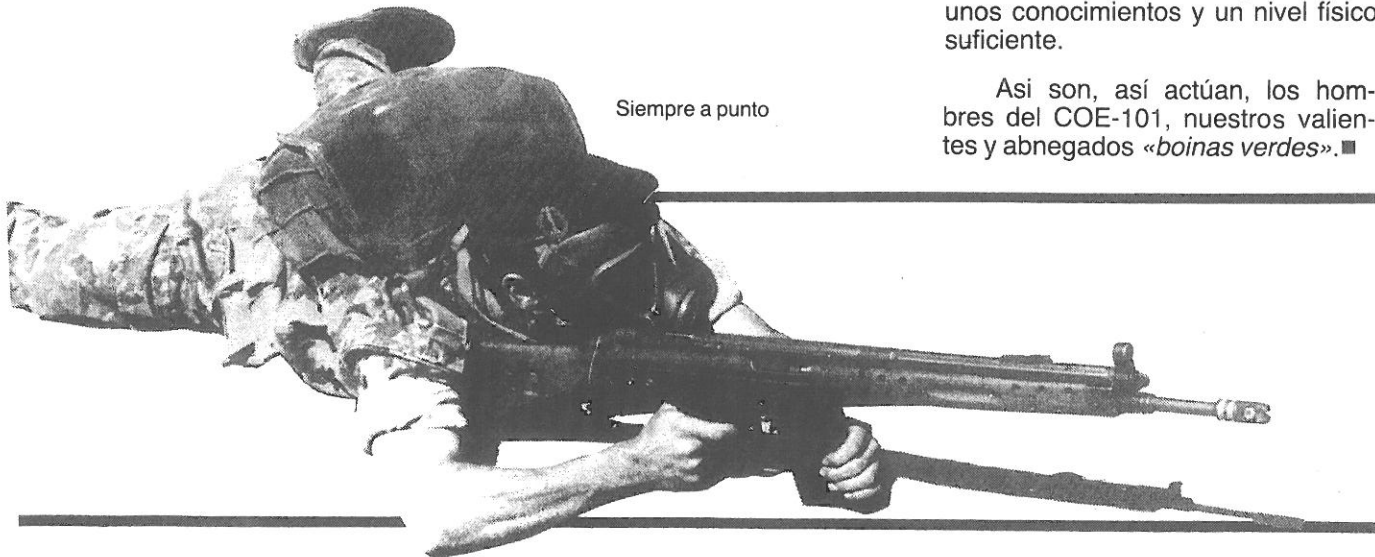 unos conocimientos y un nivel físico
suficiente.
Asi son, así actúan, los hom-
bres del COE-101, nuestros valien-
tes y abnegados «boinas verdes».■
Siempre a punto